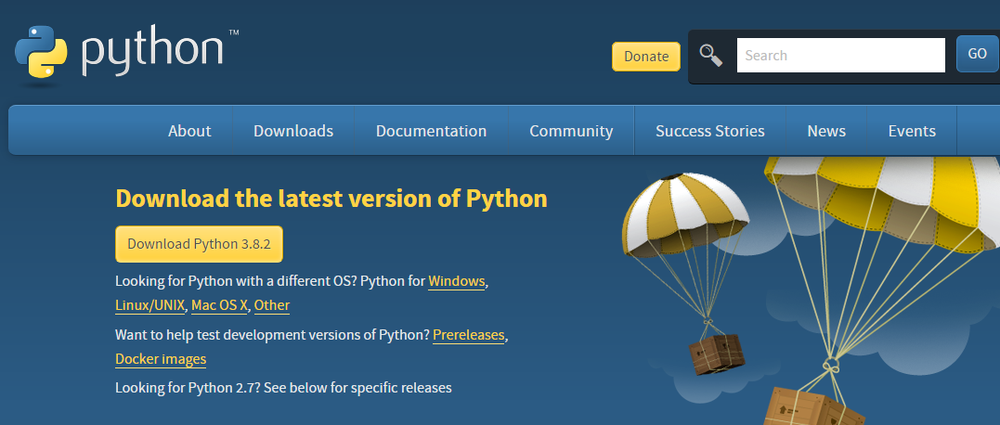 python™
Donate
Search
GO
About Downloads Documentation Community Success Stories News Events
Download the latest version of Python
Download Python 3.8.2
Looking for Python with a different OS? Python for Windows,
Linux/UNIX, Mac OS X, Other
Want to help test development versions of Python? Prereleases,
Docker images
Looking for Python 2.7? See below for specific releases